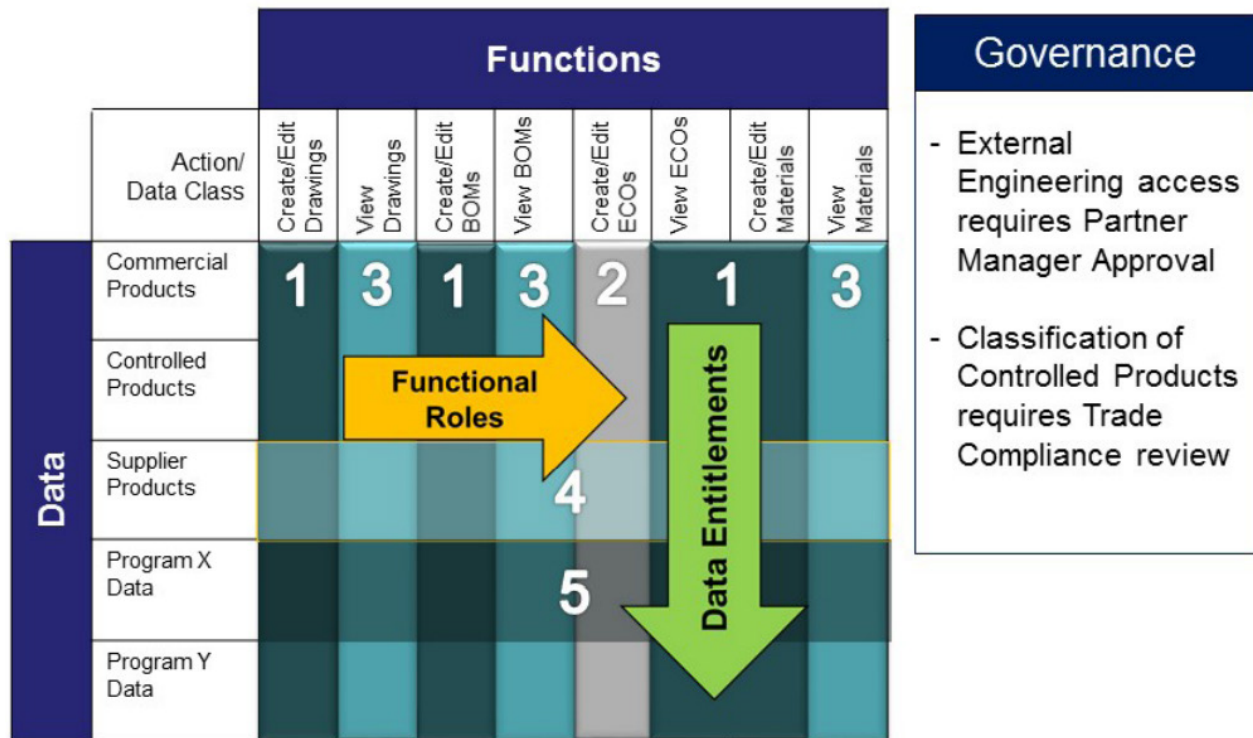 Functions
Governance
Action/
Data Class
Create/Edit
Drawings
View
Drawings
Create/Edit
BOMs
View BOMs
Create/Edit
ECOs
View ECOs
Create/Edit
Materials
View
Materials
Data
Commercial
Products
1 3 1 3 2 1 3
Controlled
Products
Functional
Roles
Data Entitlements
Supplier
Products
4
Program X
Data
5
Program Y
Data
- External
Engineering access
requires Partner
Manager Approval
- Classification of
Controlled Products
requires Trade
Compliance review